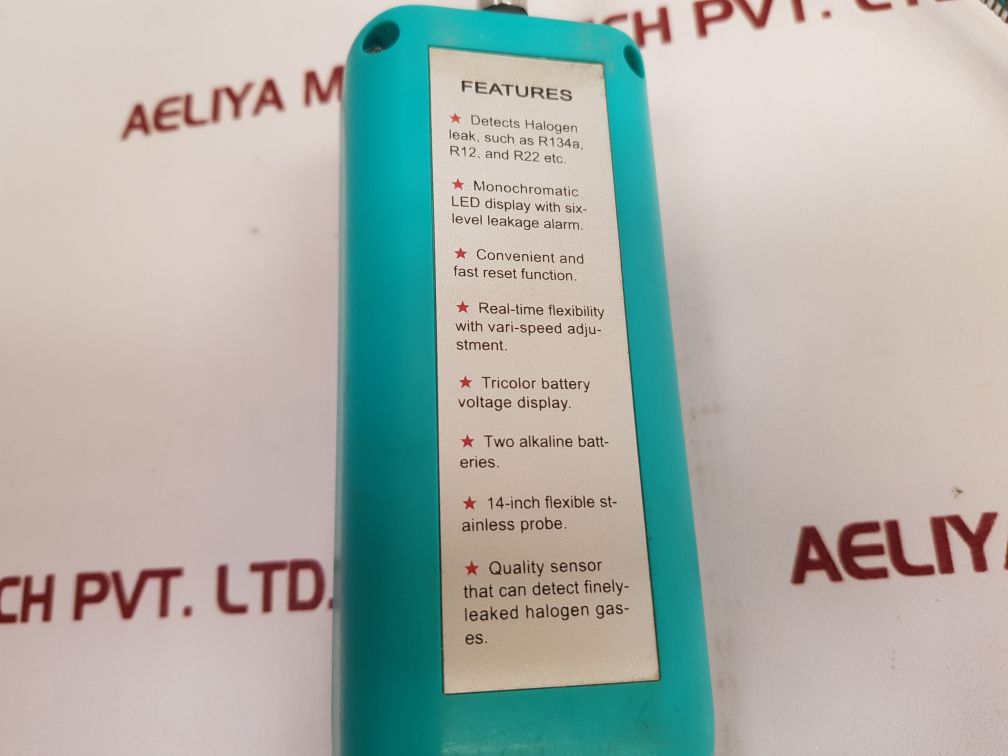 AELIYA M
CH PVT. L
FEATURES
★ Detects Halogen
leak, such as R134a,
R12, and R22 etc.
★ Monochromatic
LED display with six-
level leakage alarm.
★ Convenient and
fast reset function.
★ Real-time flexibility
with vari-speed adju-
stment.
★ Tricolor battery
voltage display.
★ Two alkaline batt-
eries.
★ 14-inch flexible st-
ainless probe.
★ Quality sensor
that can detect finely-
leaked halogen gas-
es.
CH PVT. LTD.
AELIYA